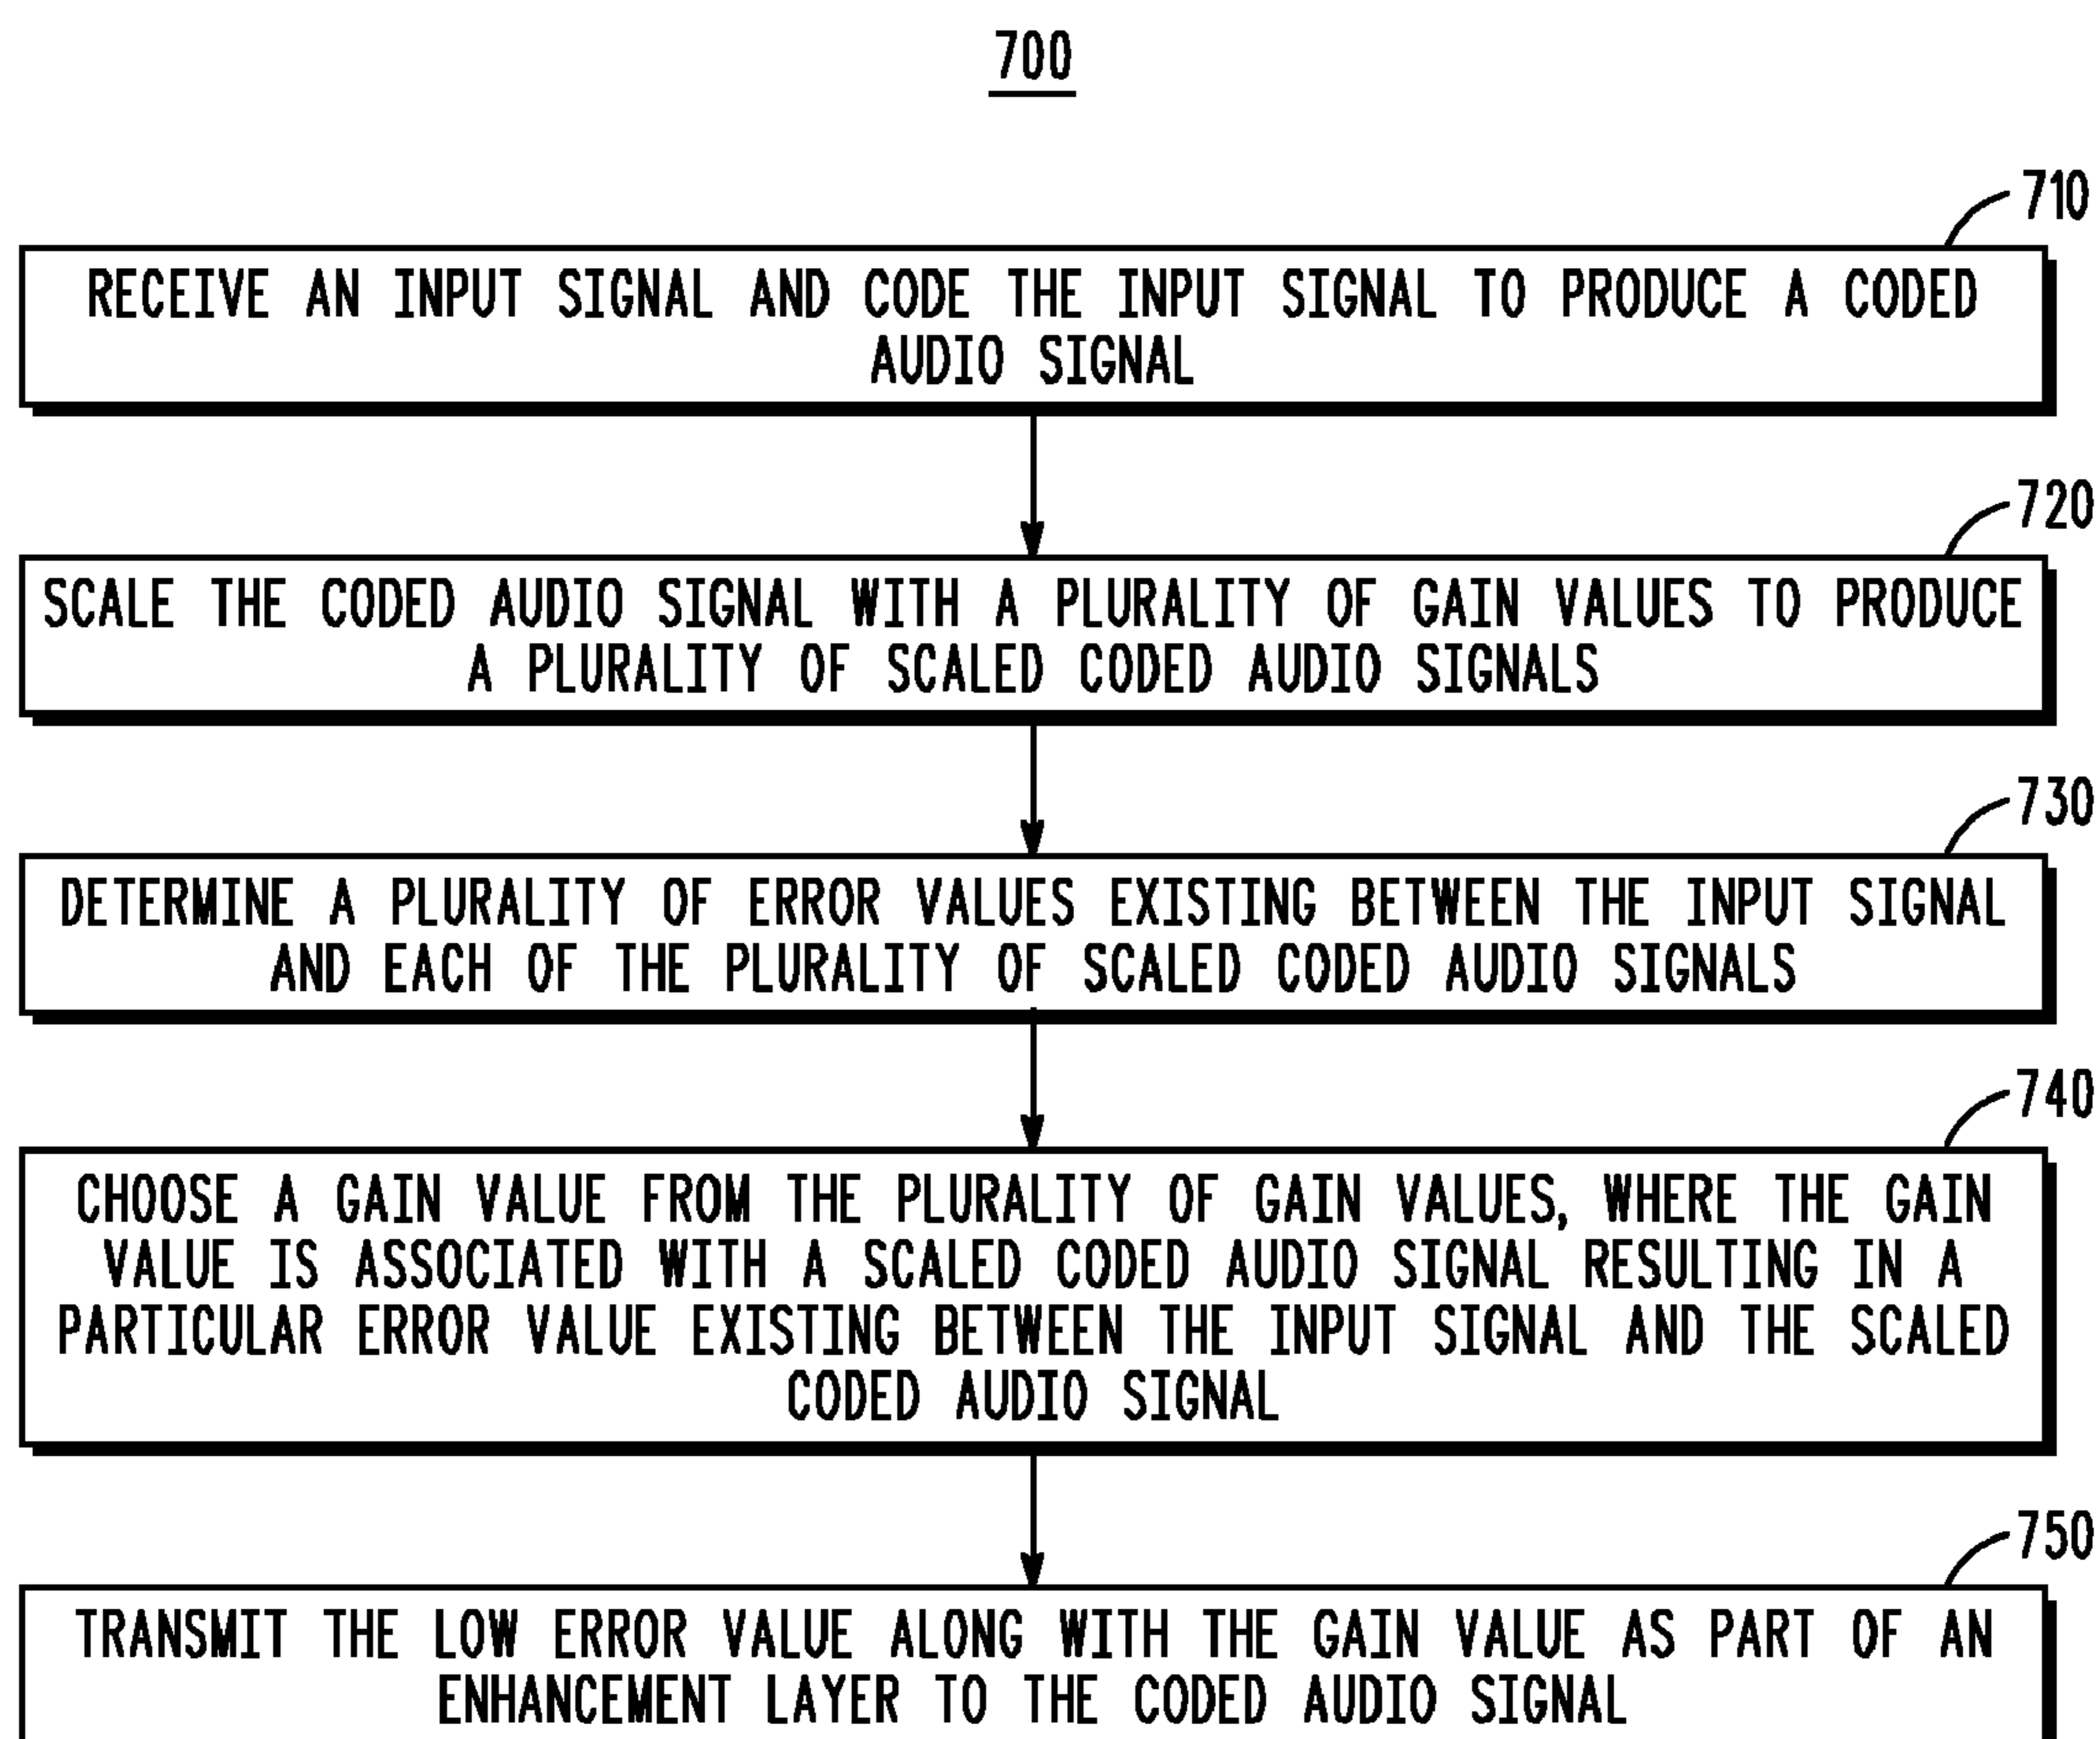 700
710
RECEIVE AN INPUT SIGNAL AND CODE THE INPUT SIGNAL TO PRODUCE A CODED
AUDIO SIGNAL
720
SCALE THE CODED AUDIO SIGNAL WITH A PLURALITY OF GAIN VALUES TO PRODUCE
A PLURALITY OF SCALED CODED AUDIO SIGNALS
730
DETERMINE A PLURALITY OF ERROR VALUES EXISTING BETWEEN THE INPUT SIGNAL
AND EACH OF THE PLURALITY OF SCALED CODED AUDIO SIGNALS
740
CHOOSE A GAIN VALUE FROM THE PLURALITY OF GAIN VALUES, WHERE THE GAIN
VALUE IS ASSOCIATED WITH A SCALED CODED AUDIO SIGNAL RESULTING IN A
PARTICULAR ERROR VALUE EXISTING BETWEEN THE INPUT SIGNAL AND THE SCALED
CODED AUDIO SIGNAL
750
TRANSMIT THE LOW ERROR VALUE ALONG WITH THE GAIN VALUE AS PART OF AN
ENHANCEMENT LAYER TO THE CODED AUDIO SIGNAL